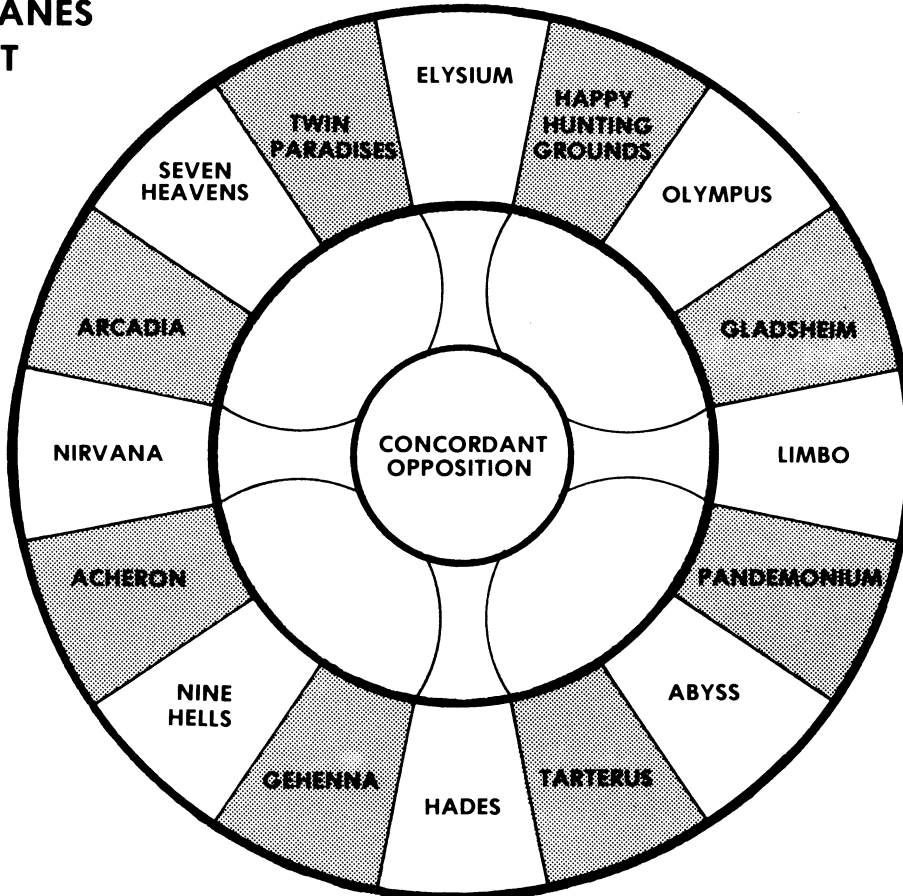 ANES
T
ELYSIUM
HAPPY
HUNTING
GROUNDS
TWIN
PARADISES
SEVEN
HEAVENS
OLYMPUS
ARCADIA
GLADSHEIM
NIRVANA
CONCORDANT
OPPOSITION
LIMBO
ACHERON
PANDEMONIUM
NINE
HELLS
ABYSS
GEHENNA
TARTERUS
HADES